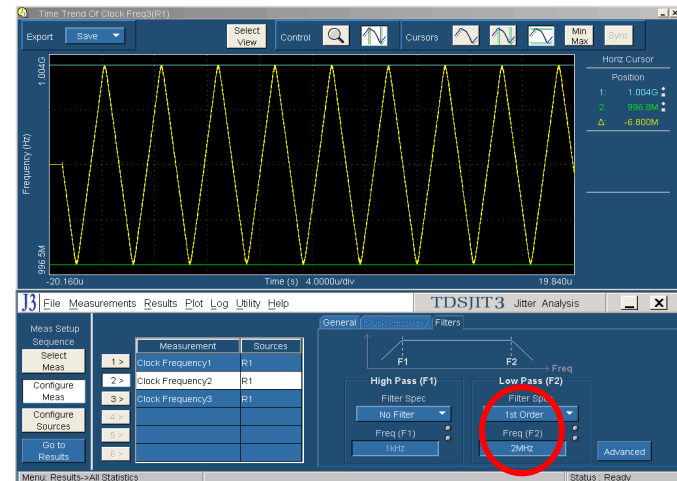 Time Trend Of Clock Freq3(R1)
Export Save Select View Control Cursors Min Max Sync
Horiz Cursor
Position
1: 1.004G
2: 996.8M
Δ: -6.800M
1.004G
Frequency (Hz)
996.8M
-20.160u Time (s) 4.0000u/div 19.840u
J3 File Measurements Results Plot Log Utility Help TDSJIT3 Jitter Analysis
Meas Setup
Sequence
Select
Meas
Configure
Meas
Configure
Sources
Go to
Results
Measurement Sources
1 > Clock Frequency1 R1
2 > Clock Frequency2 R1
3 > Clock Frequency3 R1
4 >
5 >
6 >
General Clock Recovery Filters
F1 F2
Freq
High Pass (F1) Low Pass (F2)
Filter Spec Filter Spec
No Filter 1st Order
Freq (F1) Freq (F2)
1kHz 2MHz
Advanced
Menu: Results->All Statistics Status : Ready